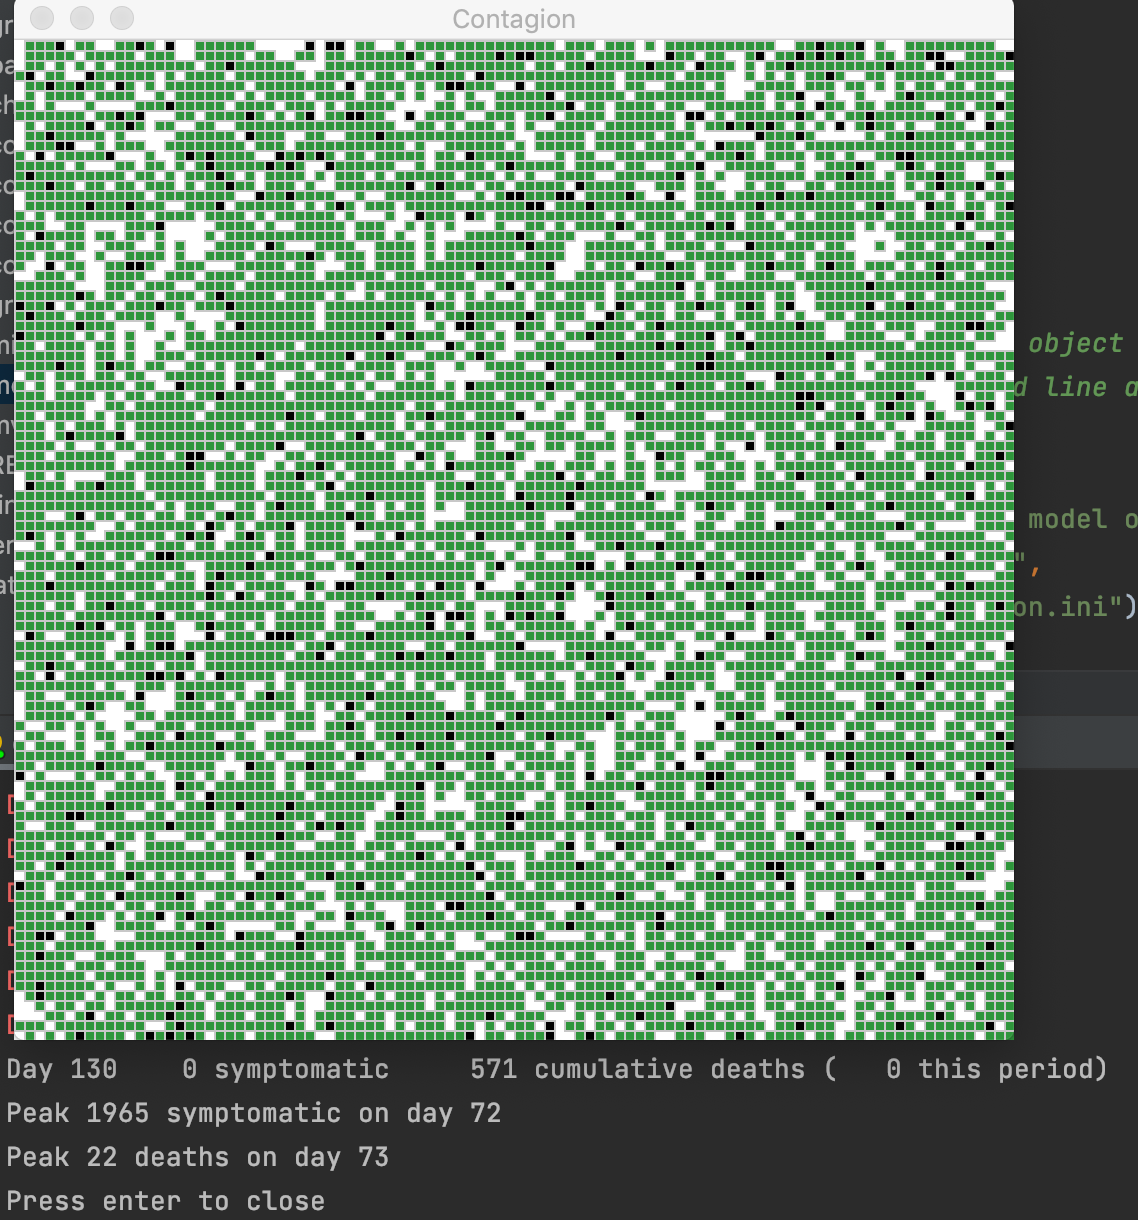 Contagion
object
d line a
model o
",
on.ini")
Day 130    0 symptomatic     571 cumulative deaths (   0 this period)
Peak 1965 symptomatic on day 72
Peak 22 deaths on day 73
Press enter to close